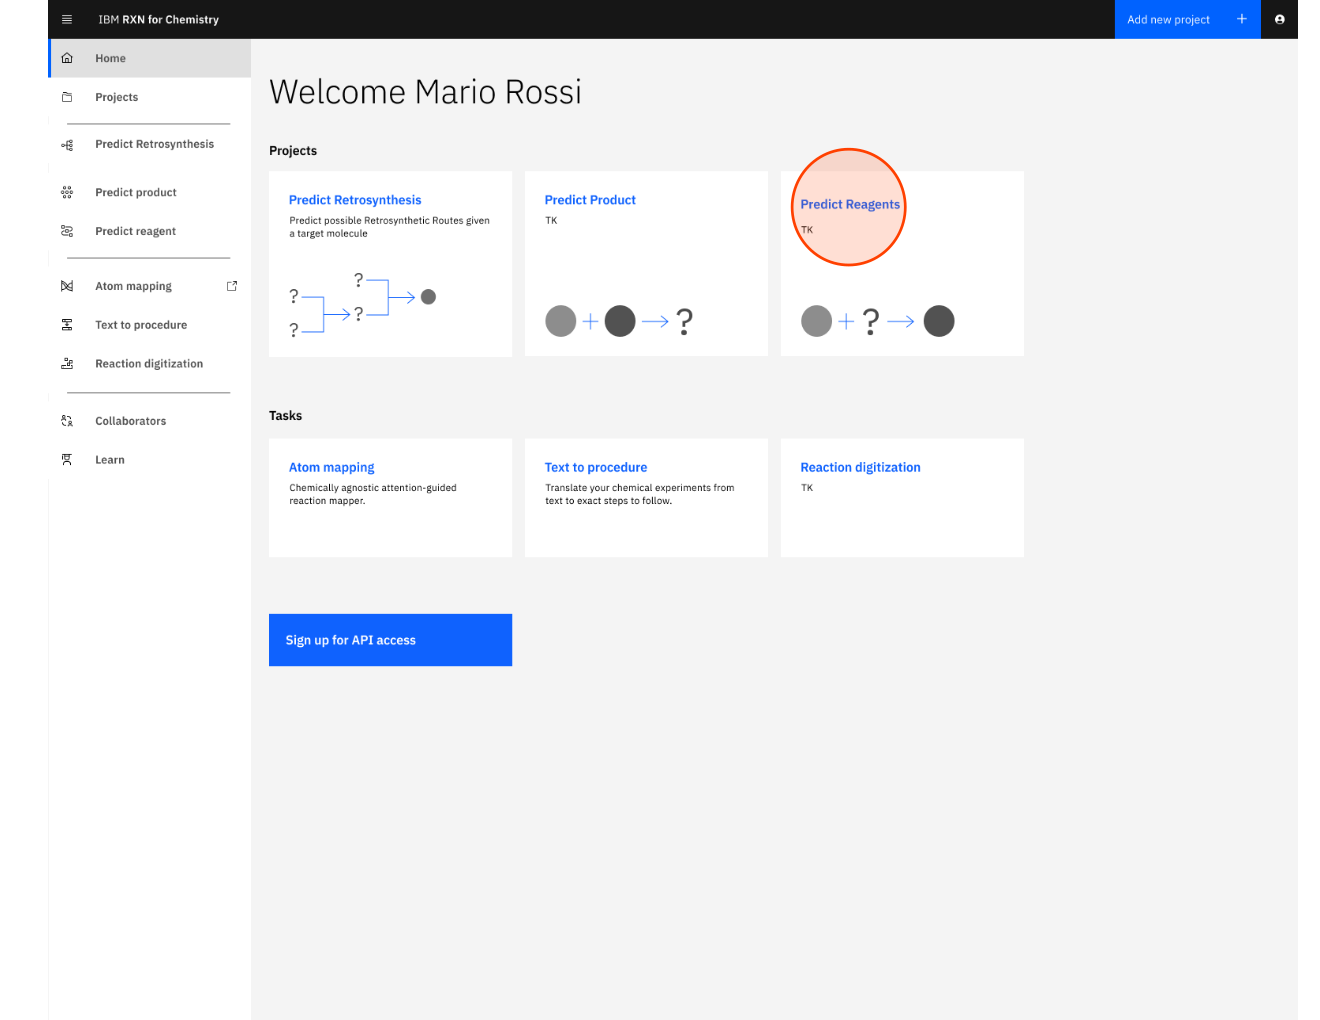 IBM RXN for Chemistry
Add new project
Home
Projects
Predict Retrosynthesis
Predict product
Predict reagent
Atom mapping
Text to procedure
Reaction digitization
Collaborators
Learn
Welcome Mario Rossi
Projects
Predict Retrosynthesis
Predict possible Retrosynthetic Routes given
a target molecule
?
?
?
?
Predict Product
TK
+ ?
Predict Reagents
TK
+ ?
Tasks
Atom mapping
Chemically agnostic attention-guided
reaction mapper.
Text to procedure
Translate your chemical experiments from
text to exact steps to follow.
Reaction digitization
TK
Sign up for API access